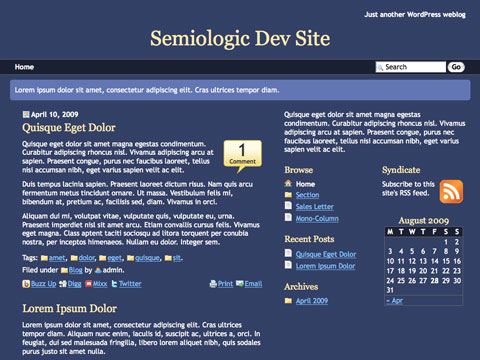 Just another WordPress weblog
Semiologic Dev Site
Home
Search
Go
Lorem ipsum dolor sit amet, consectetur adipiscing elit. Cras ultrices tempor diam.
April 10, 2009
Quisque Eget Dolor
Quisque eget dolor sit amet magna egestas condimentum.
Curabitur rhoncus nisl. Vivamus adipiscing arcu at
sapien. Praesent congue, purus nec faucibus laoreet, tellus
nisi accumsan nibh, eget varius sapien velit et ac elit.
1
Comment
Duis tempus lacinia sapien. Praesent laoreet dictum risus. Nam quis arcu
fermentum metus tincidunt ornare. Ut massa. Vestibulum felis mi,
bibendum at, pretium ac, facilisis sed, diam. Vivamus in orci.
Aliquam dui mi, volutpat vitae, vulputate quis, vulputate eu, urna.
Praesent imperdiet nisi sit amet arcu. Etiam convallis cursus felis. Vivamus
eget magna. Class aptent taciti sociosqu ad litora torquent per conubia
nostra, per inceptos himenaeos. Nullam eu dolor. Integer sem.
Tags: amet, dolor, eget, quisque, sit.
Filed under Blog by admin.
Buzz Up Digg Mixx Twitter
Print Email
Lorem Ipsum Dolor
Lorem ipsum dolor sit amet, consectetur adipiscing elit. Cras ultrices
tempor diam. Aliquam nunc enim, iaculis id, suscipit ac, ultrices a, orci. In
feugiat, dui sed malesuada fringilla, libero lorem aliquet nibh, quis sodales
purus justo sit amet nulla.
Quisque eget dolor sit amet magna egestas
condimentum. Curabitur rhoncus nisl. Vivamus
adipiscing arcu at sapien. Praesent congue, purus nec
faucibus laoreet, tellus nisi accumsan nibh, eget varius
sapien velit et ac elit.
Browse
Home
Section
Sales Letter
Mono-Column
Recent Posts
Quisque Eget Dolor
Lorem Ipsum Dolor
Archives
April 2009
Syndicate
Subscribe to this
site's RSS feed.
August 2009
M T W T F S S
1 2
3 4 5 6 7 8 9
10 11 12 13 14 15 16
17 18 19 20 21 22 23
24 25 26 27 28 29 30
31
« Apr